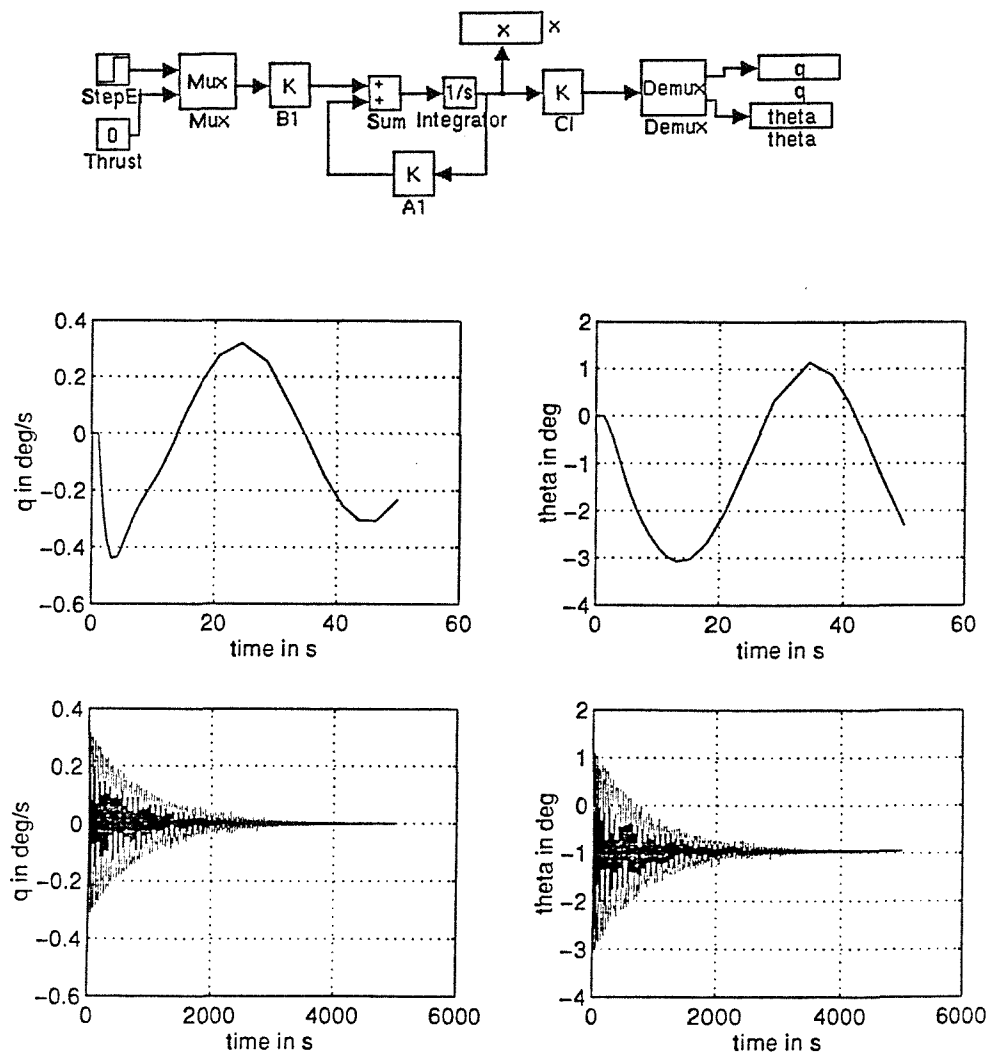 x x
StepE Mux K + + 1/s K Demux q
q
Mux B1 Sum Integrator CI Demux theta
theta
0
Thrust
K
A1
0.4
0.2
0
−0.2
−0.4
−0.6
q in deg/s
0 20 40 60
time in s
2
1
0
−1
−2
−3
−4
theta in deg
0 20 40 60
time in s
0.4
0.2
0
−0.2
−0.4
−0.6
q in deg/s
0 2000 4000 6000
time in s
2
1
0
−1
−2
−3
−4
theta in deg
0 2000 4000 6000
time in s